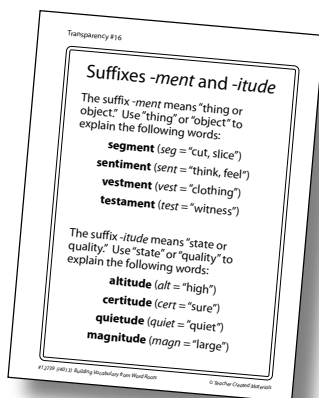 Transparency #16
Suffixes -ment and -itude
The suffix -ment means "thing or
object." Use "thing" or "object" to
explain the following words:
segment (seg = "cut, slice")
sentiment (sent = "think, feel")
vestment (vest = "clothing")
testament (test = "witness")
The suffix -itude means "state or
quality." Use "state" or "quality" to
explain the following words:
altitude (alt = "high")
certitude (cert = "sure")
quietude (quiet = "quiet")
magnitude (magn = "large")
#12739 (i4013) Building Vocabulary from Word Roots
© Teacher Created Materials